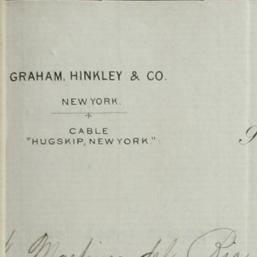 GRAHAM, HINKLEY & CO.
NEW YORK.
CABLE
"HUGSKIP, NEW YORK."